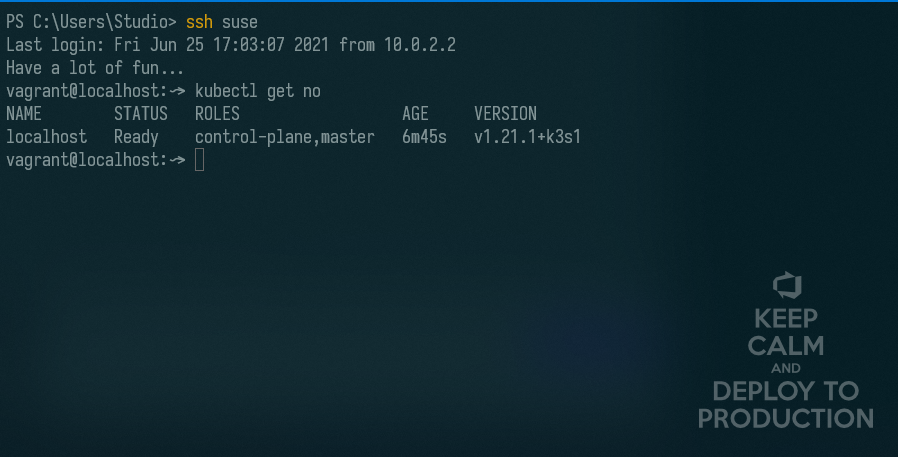 PS C:\Users\Studio> ssh suse
Last login: Fri Jun 25 17:03:07 2021 from 10.0.2.2
Have a lot of fun...
vagrant@localhost:~> kubectl get no
NAME        STATUS   ROLES                  AGE     VERSION
localhost   Ready    control-plane,master   6m45s   v1.21.1+k3s1
vagrant@localhost:~>
KEEP
CALM
AND
DEPLOY TO
PRODUCTION